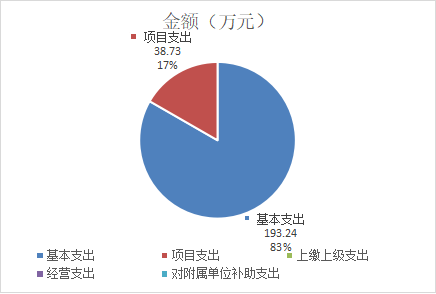 金额（万元）
项目支出
38.73
17%
基本支出
193.24
83%
基本支出 项目支出 上缴上级支出
经营支出 对附属单位补助支出